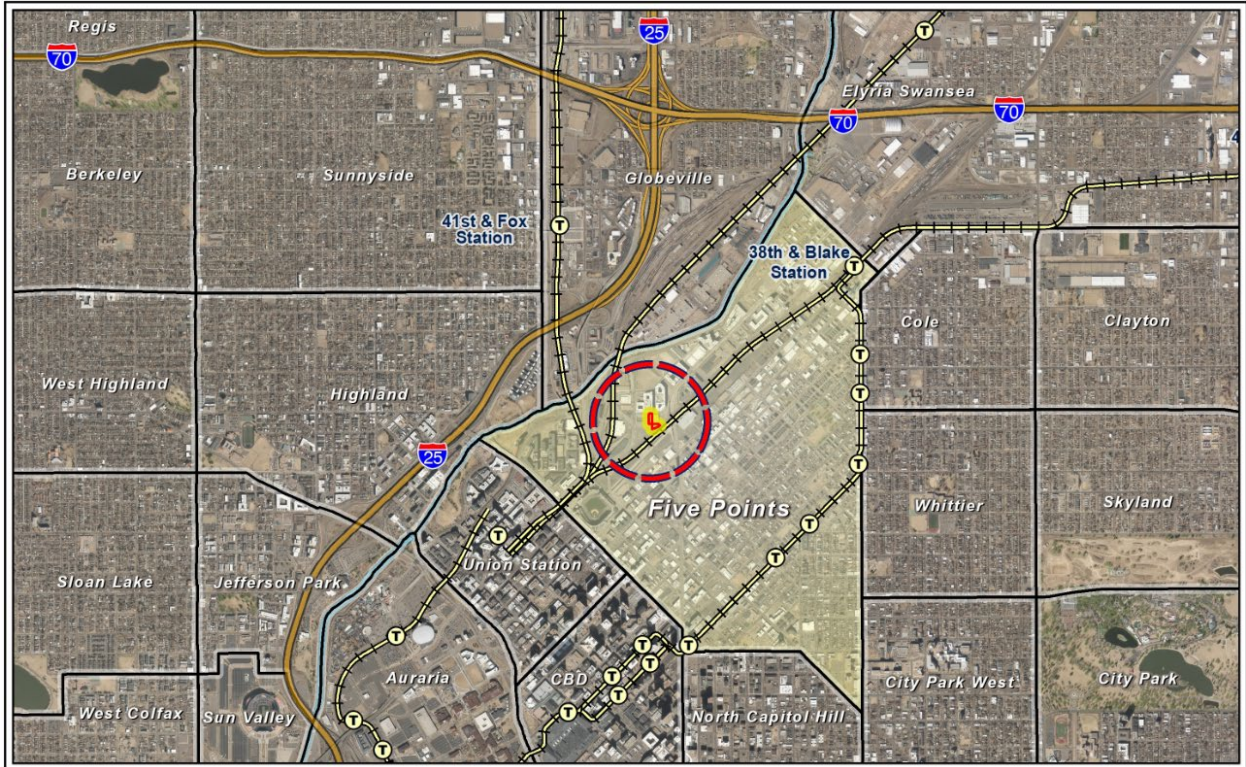 Regis
70
25
Elyria Swansea
70
70
Berkeley
Sunnyside
Globeville
41st & Fox
Station
T
T
38th & Blake
Station
T
Cole
Clayton
T
T
West Highland
Highland
25
T
Five Points
Whittier
Skyland
T
T
T
Union Station
Sloan Lake
Jefferson Park
T
T
T
T
T
T
Auraria
CBD
City Park West
City Park
West Colfax
Sun Valley
T
T
T
North Capitol Hill
T